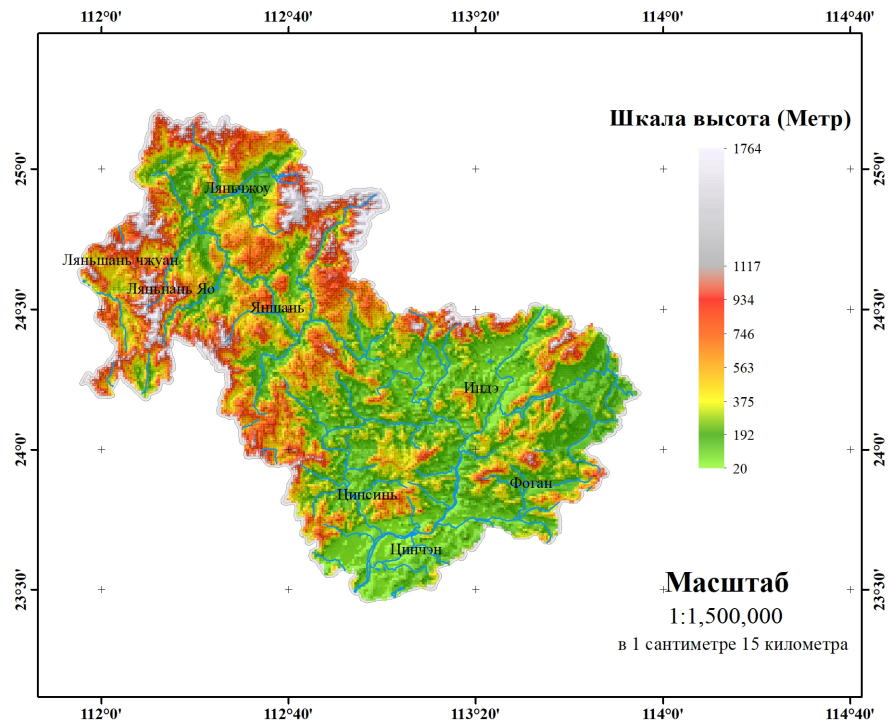 112°0' 112°40' 113°20' 114°0' 114°40'
Шкала высота (Метр)
1764
1117
934
746
563
375
192
20
25°0' 25°0'
24°30' 24°30'
24°0' 24°0'
23°30' 23°30'
Ляньчжоу
Ляньшань чжуан
Ляньнань Яо
Яншань
Индэ
Фоган
Цинсинь
Цинчэн
Масштаб
1:1,500,000
в 1 сантиметре 15 километра
112°0' 112°40' 113°20' 114°0' 114°40'